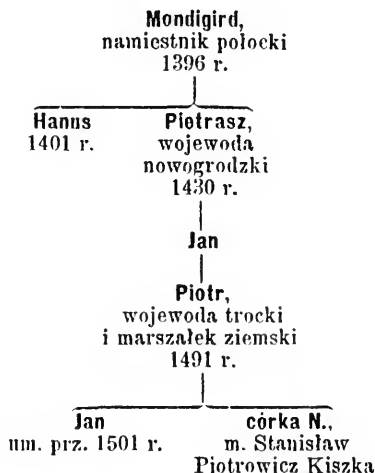 Mondigird,
namiestnik połocki
1396 r.
Hanus
1401 r.
Piotrasz,
wojewoda
nowogrodzki
1430 r.
Jan
Piotr,
wojewoda trocki
i marszałek ziemski
1491 r.
Jan
um. prz. 1501 r.
córka N.,
m. Stanisław
Piotrowicz Kiszka